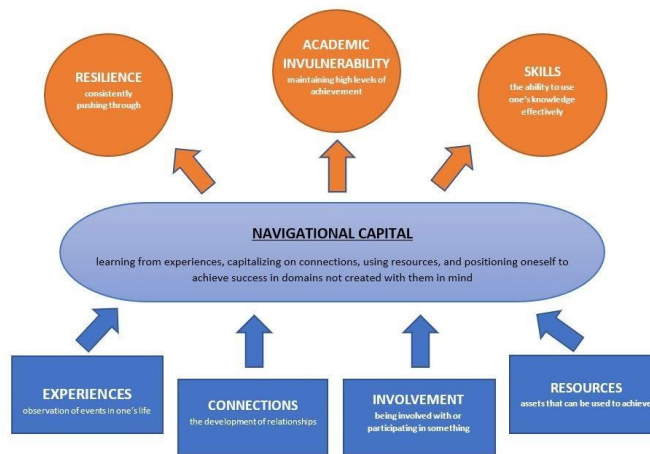 RESILIENCE
consistently
pushing through
ACADEMIC
INVULNERABILITY
maintaining high levels of
achievement
SKILLS
the ability to use
one's knowledge
effectively
NAVIGATIONAL CAPITAL
learning from experiences, capitalizing on connections, using resources, and positioning oneself to
achieve success in domains not created with them in mind
EXPERIENCES
observation of events in one's life
CONNECTIONS
the development of relationships
INVOLVEMENT
being involved with or
participating in something
RESOURCES
assets that can be used to achieve